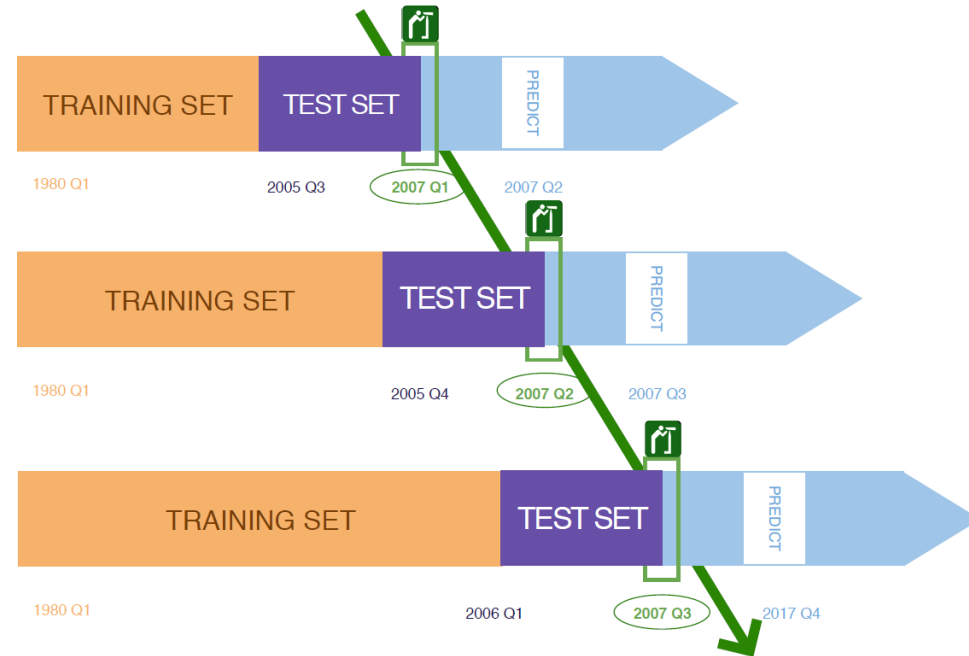 TRAINING SET
TEST SET
PREDICT
1980 Q1
2005 Q3
2007 Q1
2007 Q2
TRAINING SET
TEST SET
PREDICT
1980 Q1
2005 Q4
2007 Q2
2007 Q3
TRAINING SET
TEST SET
PREDICT
1980 Q1
2006 Q1
2007 Q3
2017 Q4